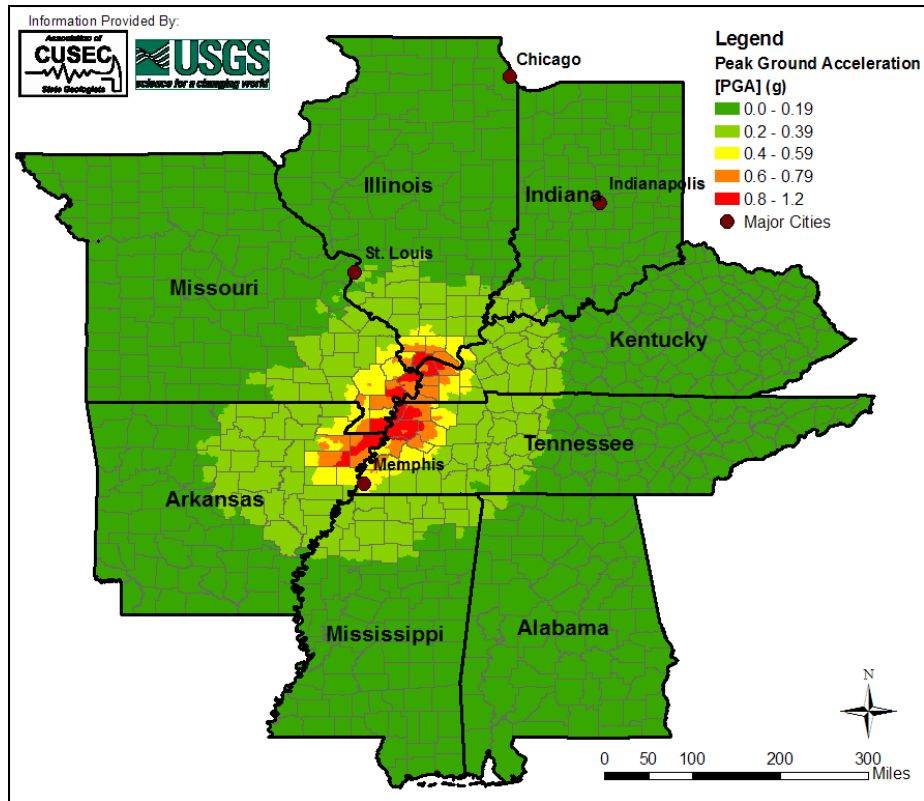 Information Provided By:
Association of
CUSEC
State Geologists
USGS
science for a changing world
Legend
Peak Ground Acceleration
[PGA] (g)
0.0 - 0.19
0.2 - 0.39
0.4 - 0.59
0.6 - 0.79
0.8 - 1.2
Major Cities
Chicago
Illinois
Indiana
Indianapolis
St. Louis
Missouri
Kentucky
Tennessee
Memphis
Arkansas
Mississippi
Alabama
N
0 50 100 200 300
Miles